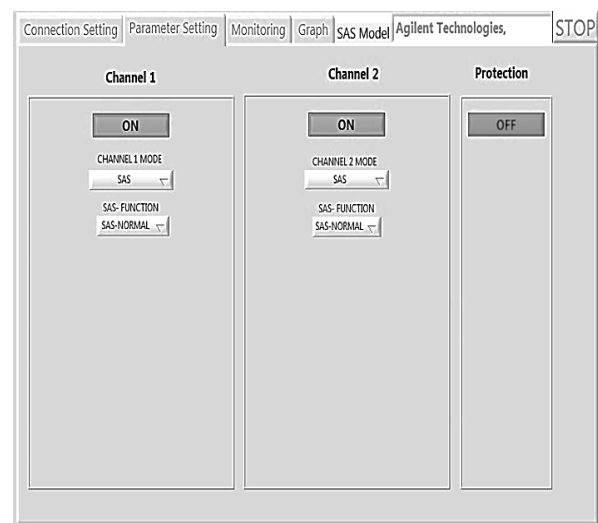 Connection Setting Parameter Setting Monitoring Graph SAS Model Agilent Technologies, STOP
Channel 1 Channel 2 Protection
ON ON OFF
CHANNEL 1 MODE CHANNEL 2 MODE
SAS SAS
SAS- FUNCTION SAS- FUNCTION
SAS-NORMAL SAS-NORMAL